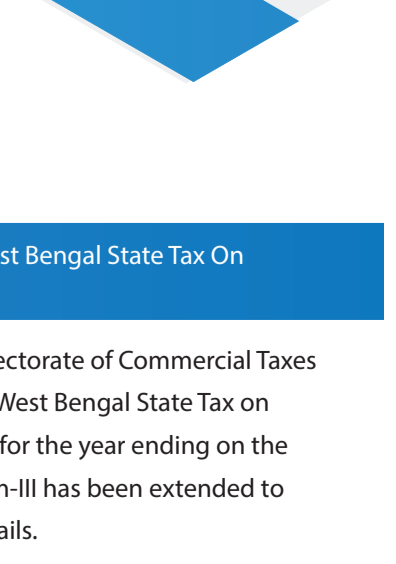 st Bengal State Tax On
ectorate of Commercial Taxes
West Bengal State Tax on
for the year ending on the
n-III has been extended to
ails.